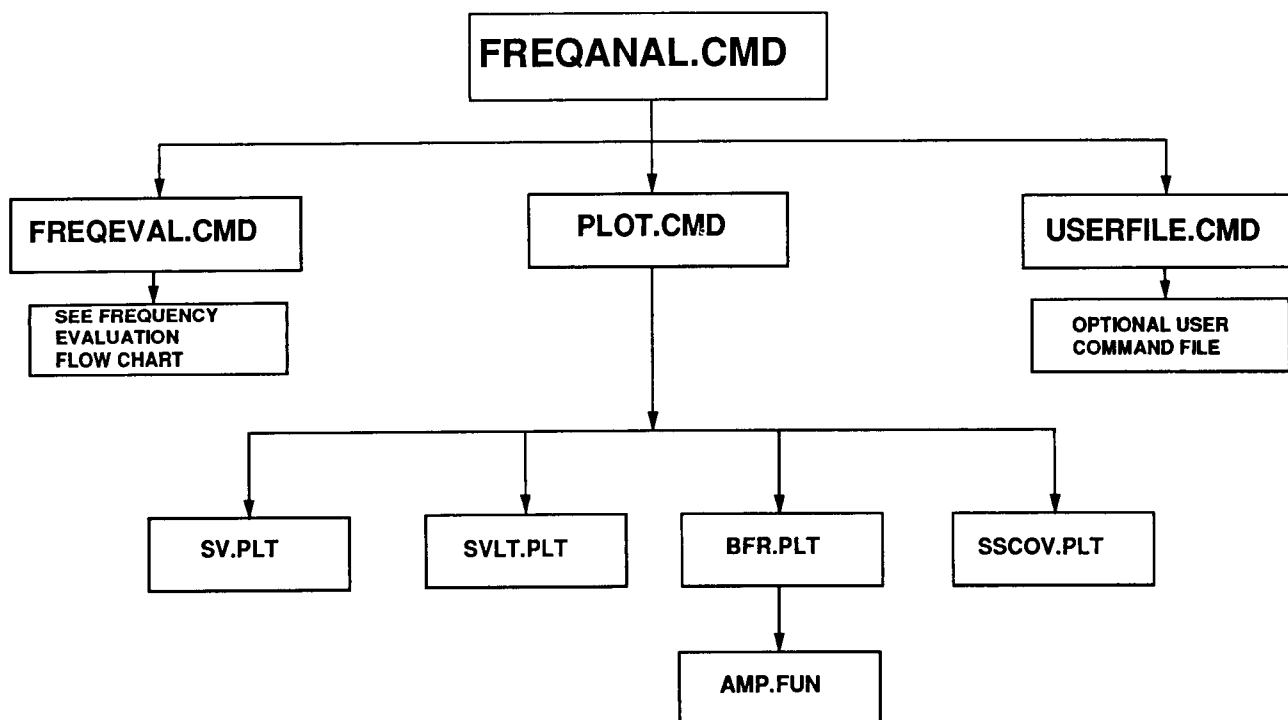 FREQANAL.CMD
FREQEVAL.CMD
PLOT.CMD
USERFILE.CMD
SEE FREQUENCY
EVALUATION
FLOW CHART
OPTIONAL USER
COMMAND FILE
SV.PLT
SVLT.PLT
BFR.PLT
SSCOV.PLT
AMP.FUN